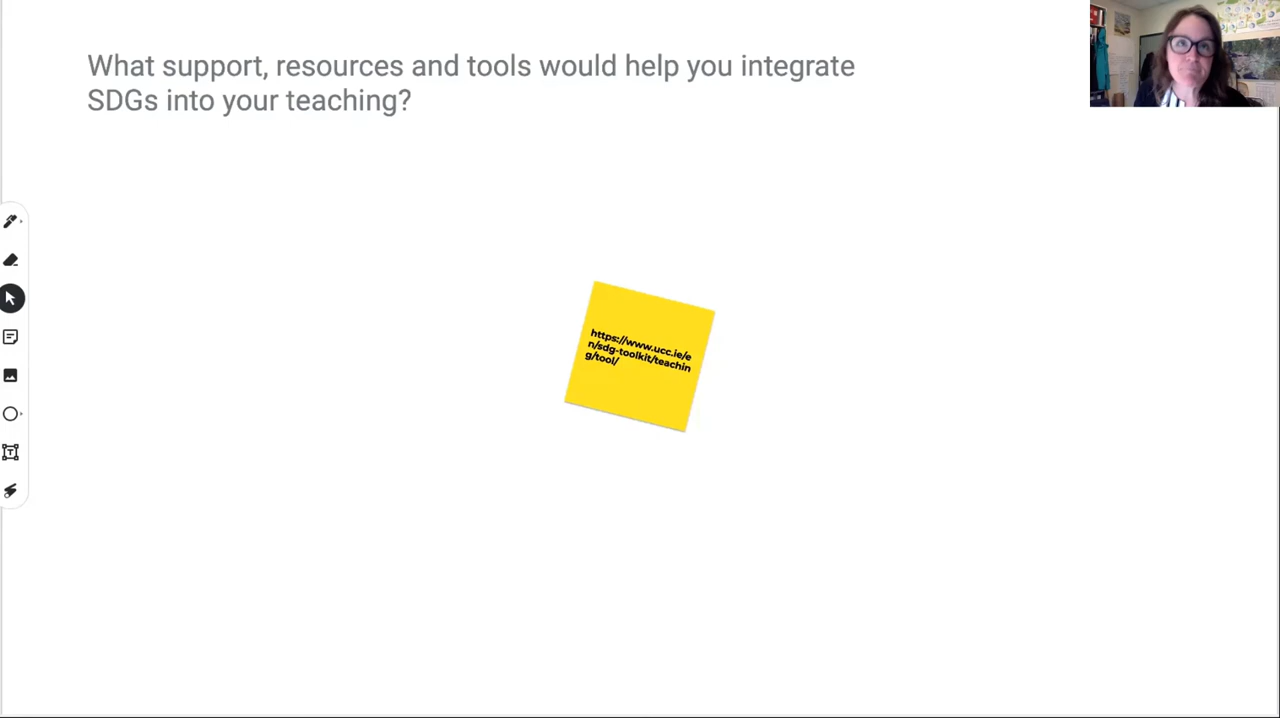 What support, resources and tools would help you integrate
SDGs into your teaching?
https://www.ucc.ie/e
n/sdg-toolkit/teachin
g/tool/